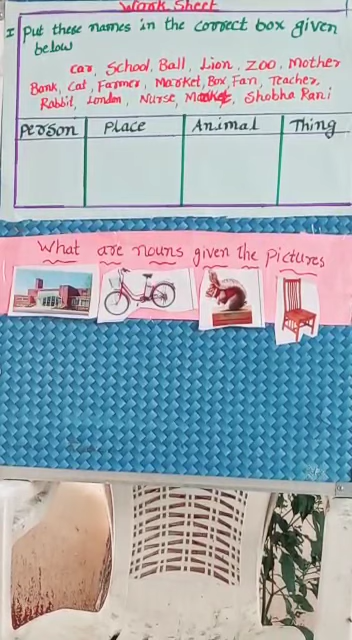 Work Sheet
I Put these names in the correct box given
below
Car, School, Ball, Lion, Zoo, Mother
Bank, Cat, Farmer, Market, Box, Fan, Teacher,
Rabbit, London, Nurse, Market, Shobha Rani
Person Place Animal Thing
What are nouns given the pictures